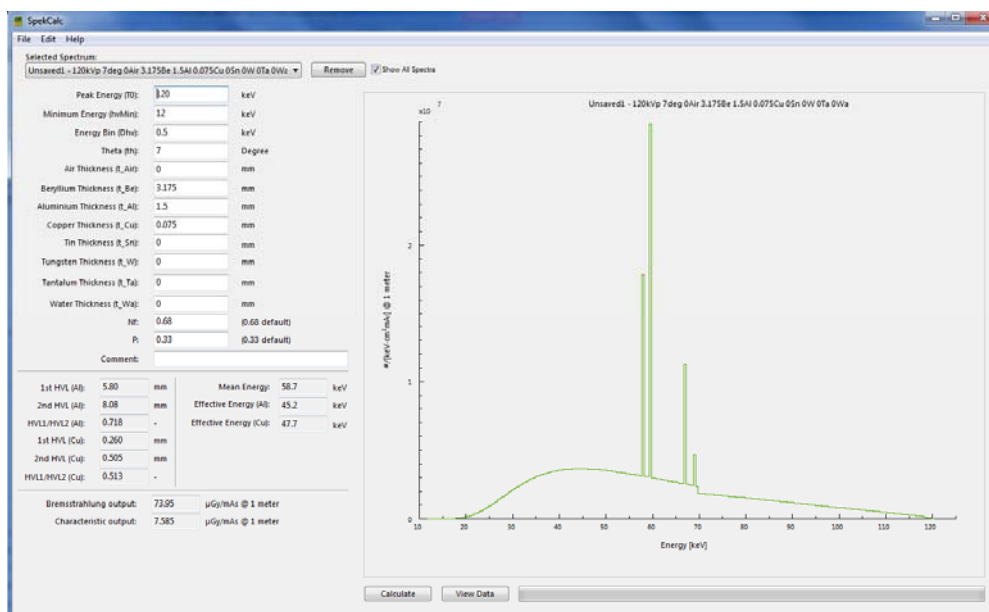 SpekCalc
File Edit Help
Selected Spectrum:
Unsaved1 - 120kVp 7deg 0Air 3.175Be 1.5Al 0.075Cu 0Sn 0W 0Ta 0Wa
Remove
Show All Spectra
Peak Energy (T0): 120 keV
Minimum Energy (hvMin): 12 keV
Energy Bin (Dhv): 0.5 keV
Theta (th): 7 Degree
Air Thickness (t_Air): 0 mm
Beryllium Thickness (t_Be): 3.175 mm
Aluminium Thickness (t_Al): 1.5 mm
Copper Thickness (t_Cu): 0.075 mm
Tin Thickness (t_Sn): 0 mm
Tungsten Thickness (t_W): 0 mm
Tantalum Thickness (t_Ta): 0 mm
Water Thickness (t_Wa): 0 mm
Nf: 0.68 (0.68 default)
P: 0.33 (0.33 default)
Comment:
1st HVL (Al): 5.80 mm
2nd HVL (Al): 8.08 mm
HVL1/HVL2 (Al): 0.718 -
1st HVL (Cu): 0.260 mm
2nd HVL (Cu): 0.505 mm
HVL1/HVL2 (Cu): 0.513 -
Mean Energy: 58.7 keV
Effective Energy (Al): 45.2 keV
Effective Energy (Cu): 47.7 keV
Bremsstrahlung output: 73.95 µGy/mAs @ 1 meter
Characteristic output: 7.585 µGy/mAs @ 1 meter
Unsaved1 - 120kVp 7deg 0Air 3.175Be 1.5Al 0.075Cu 0Sn 0W 0Ta 0Wa
x10 7
2
1
0
#/[keV·cm²mAs] @ 1 meter
10 20 30 40 50 60 70 80 90 100 110 120
Energy [keV]
Calculate
View Data